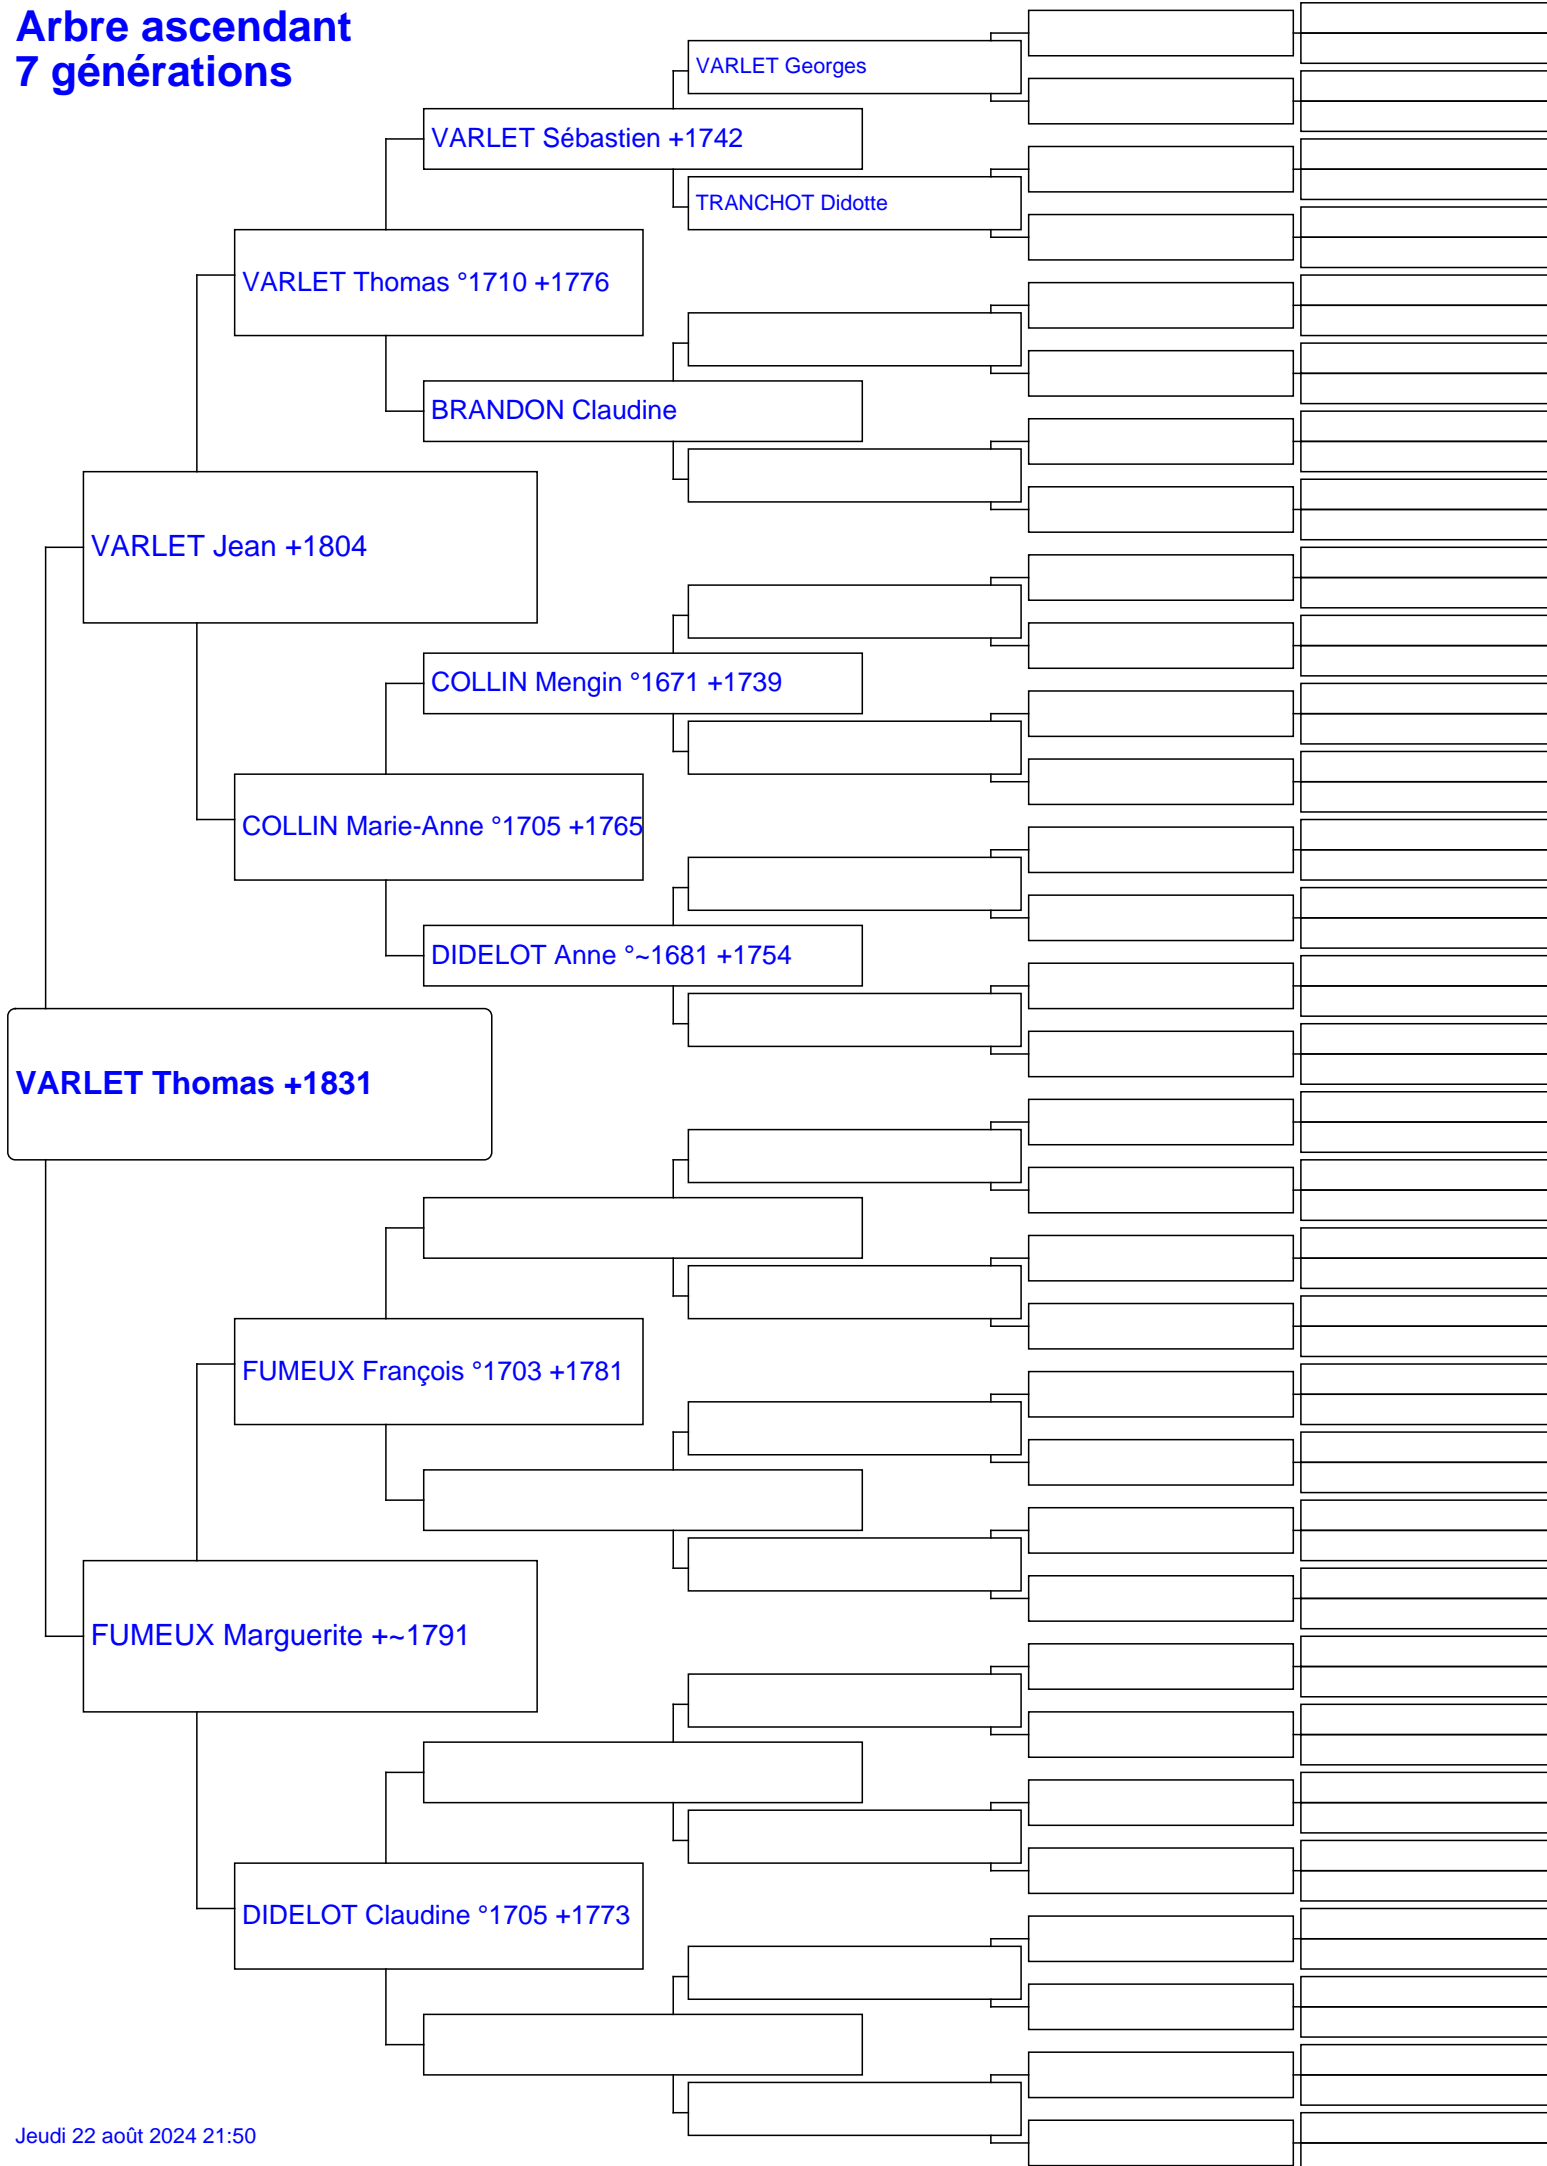 Arbre ascendant
7 générations
VARLET Georges
VARLET Sébastien +1742
TRANCHOT Didotte
VARLET Thomas °1710 +1776
BRANDON Claudine
VARLET Jean +1804
COLLIN Mengin °1671 +1739
COLLIN Marie-Anne °1705 +1765
DIDELOT Anne °~1681 +1754
VARLET Thomas +1831
FUMEUX François °1703 +1781
FUMEUX Marguerite +~1791
DIDELOT Claudine °1705 +1773
Jeudi 22 août 2024 21:50